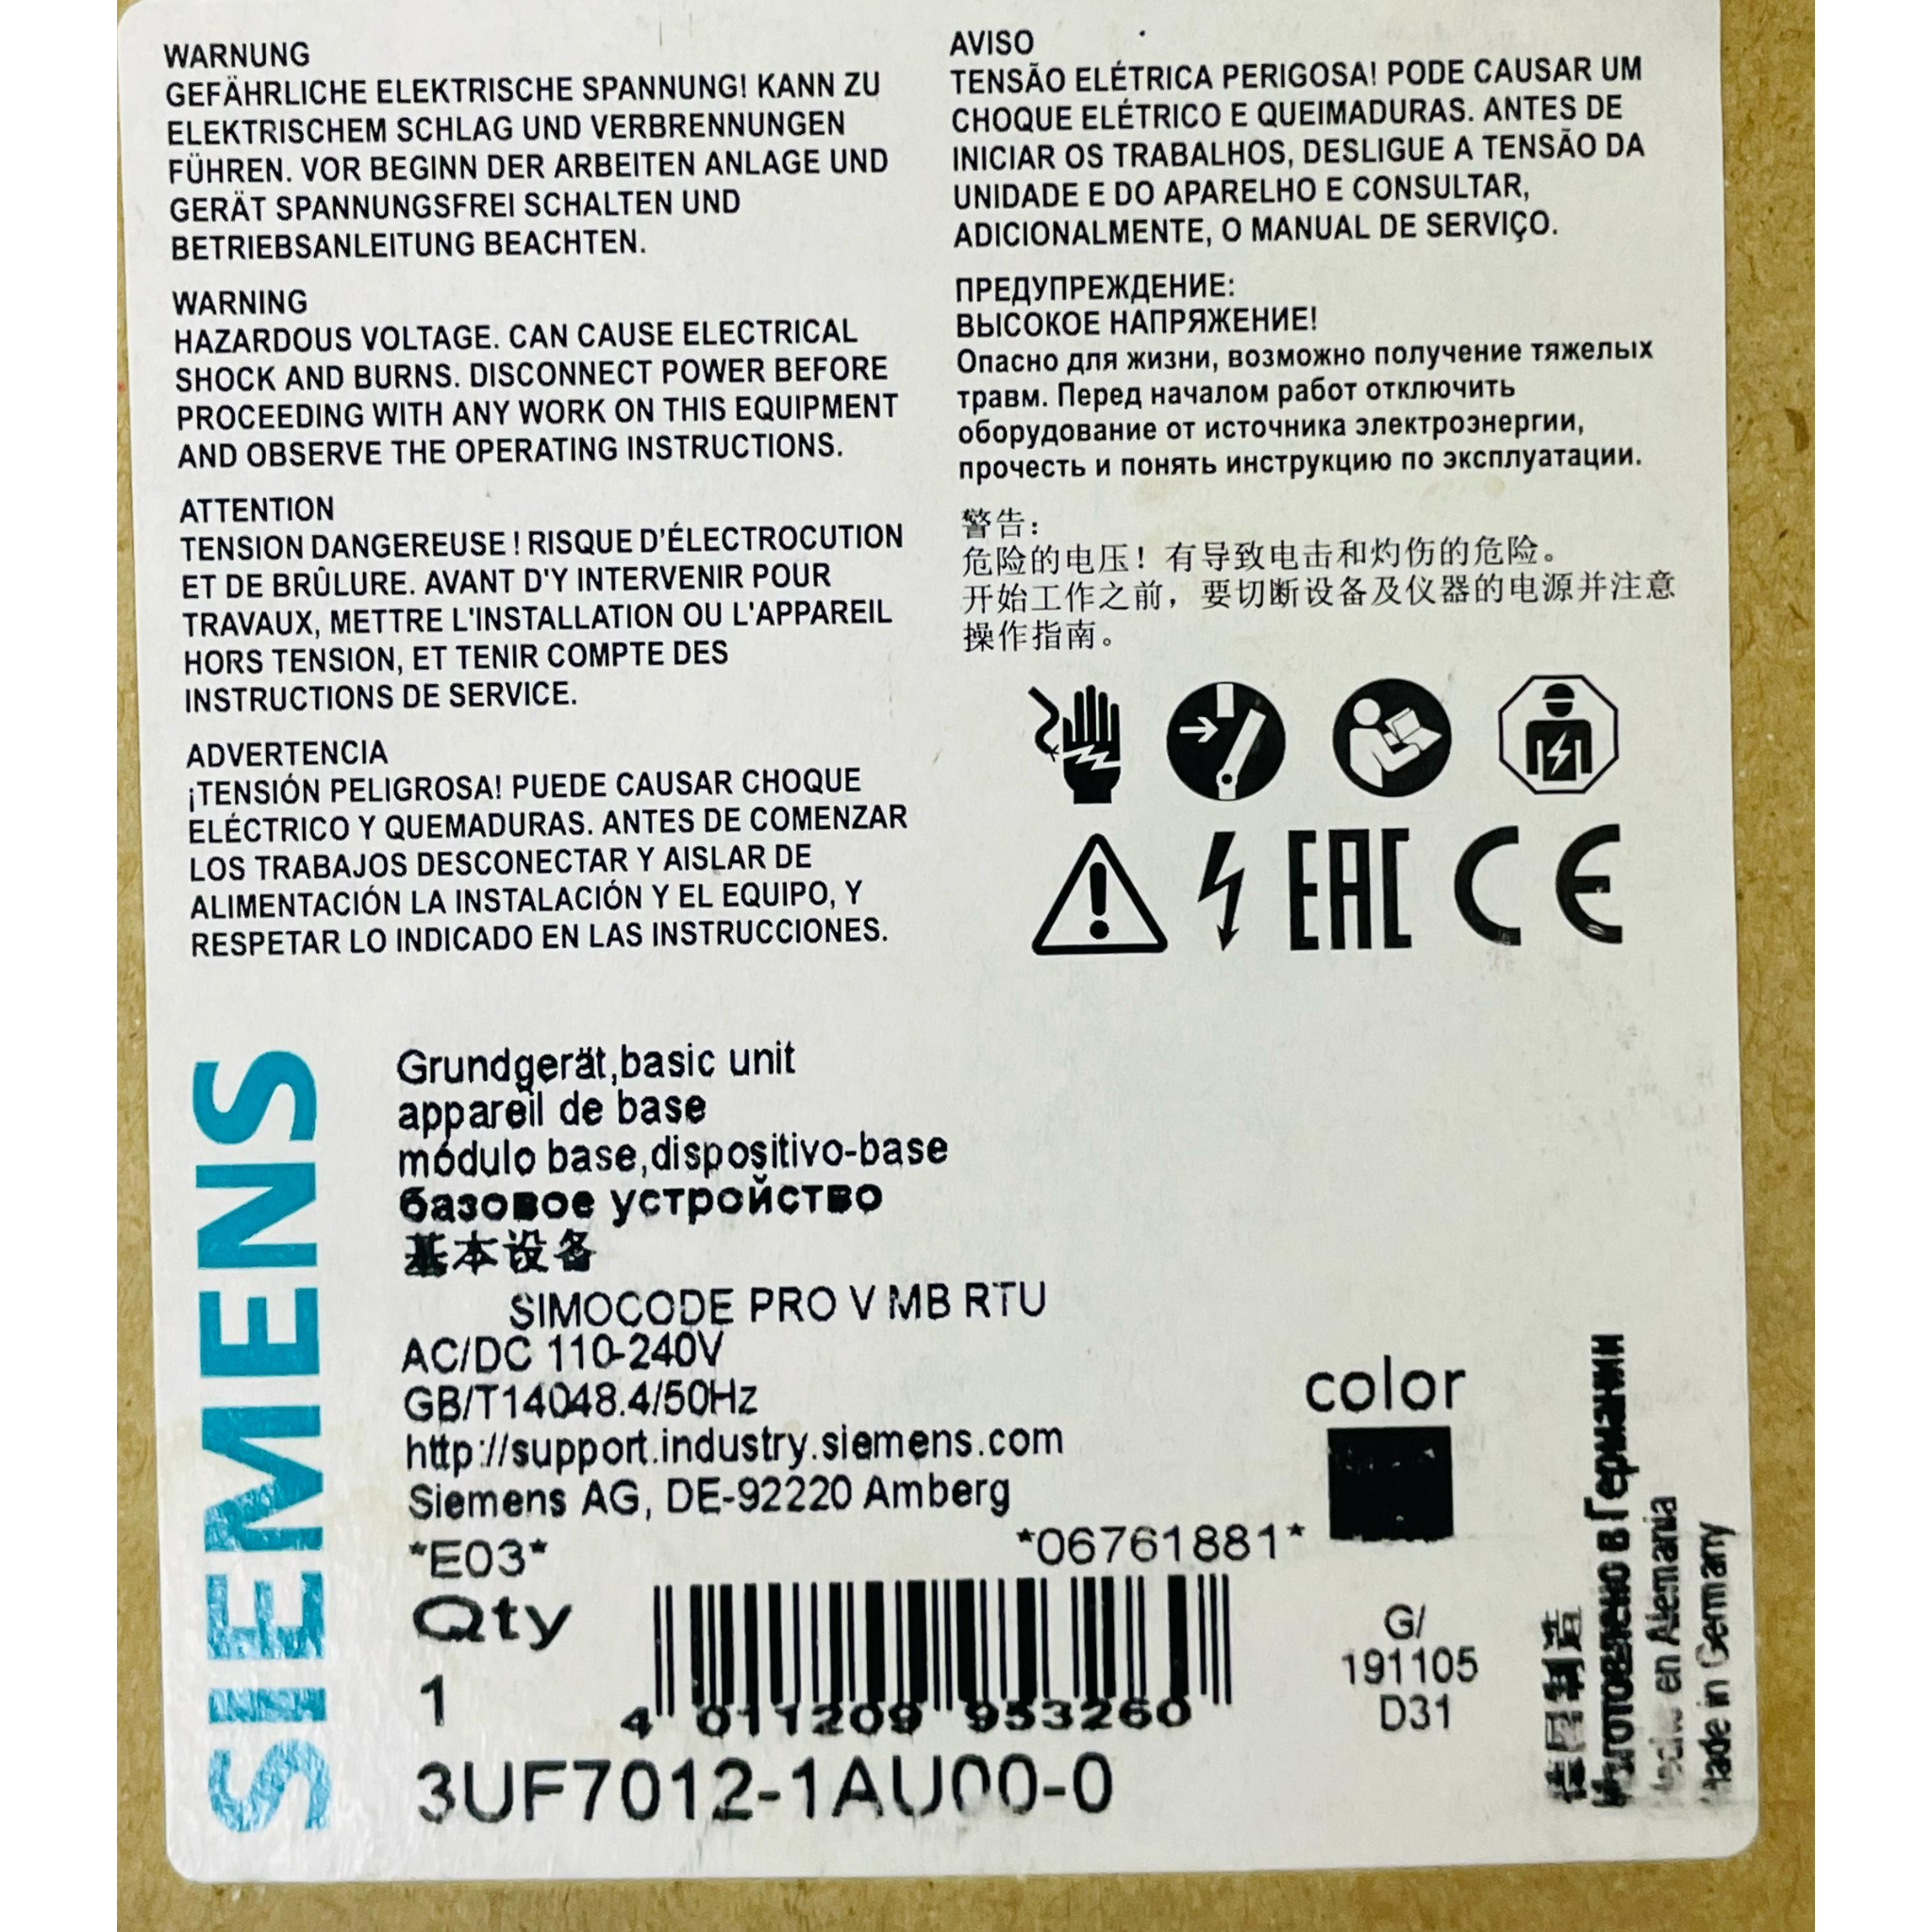 WARNUNG
GEFÄHRLICHE ELEKTRISCHE SPANNUNG! KANN ZU
ELEKTRISCHEM SCHLAG UND VERBRENNUNGEN
FÜHREN. VOR BEGINN DER ARBEITEN ANLAGE UND
GERÄT SPANNUNGSFREI SCHALTEN UND
BETRIEBSANLEITUNG BEACHTEN.
WARNING
HAZARDOUS VOLTAGE. CAN CAUSE ELECTRICAL
SHOCK AND BURNS. DISCONNECT POWER BEFORE
PROCEEDING WITH ANY WORK ON THIS EQUIPMENT
AND OBSERVE THE OPERATING INSTRUCTIONS.
ATTENTION
TENSION DANGEREUSE ! RISQUE D'ÉLECTROCUTION
ET DE BRÛLURE. AVANT D'Y INTERVENIR POUR
TRAVAUX, METTRE L'INSTALLATION OU L'APPAREIL
HORS TENSION, ET TENIR COMPTE DES
INSTRUCTIONS DE SERVICE.
ADVERTENCIA
¡TENSIÓN PELIGROSA! PUEDE CAUSAR CHOQUE
ELÉCTRICO Y QUEMADURAS. ANTES DE COMENZAR
LOS TRABAJOS DESCONECTAR Y AISLAR DE
ALIMENTACIÓN LA INSTALACIÓN Y EL EQUIPO, Y
RESPETAR LO INDICADO EN LAS INSTRUCCIONES.
AVISO
TENSÃO ELÉTRICA PERIGOSA! PODE CAUSAR UM
CHOQUE ELÉTRICO E QUEIMADURAS. ANTES DE
INICIAR OS TRABALHOS, DESLIGUE A TENSÃO DA
UNIDADE E DO APARELHO E CONSULTAR,
ADICIONALMENTE, O MANUAL DE SERVIÇO.
ПРЕДУПРЕЖДЕНИЕ:
ВЫСОКОЕ НАПРЯЖЕНИЕ!
Опасно для жизни, возможно получение тяжелых
травм. Перед началом работ отключить
оборудование от источника электроэнергии,
прочесть и понять инструкцию по эксплуатации.
警告:
危险的电压！有导致电击和灼伤的危险。
开始工作之前，要切断设备及仪器的电源并注意
操作指南。
EAC CE
SIEMENS
Grundgerät,basic unit
appareil de base
módulo base,dispositivo-base
базовое устройство
基本设备
SIMOCODE PRO V MB RTU
AC/DC 110-240V
GB/T14048.4/50Hz
http://support.industry.siemens.com
Siemens AG, DE-92220 Amberg
*E03*
*06761881*
color
Qty
1
4 011209 953260
3UF7012-1AU00-0
G/
191105
D31
德国制造
Изготовлено в Германии
Hecho en Alemania
Made in Germany